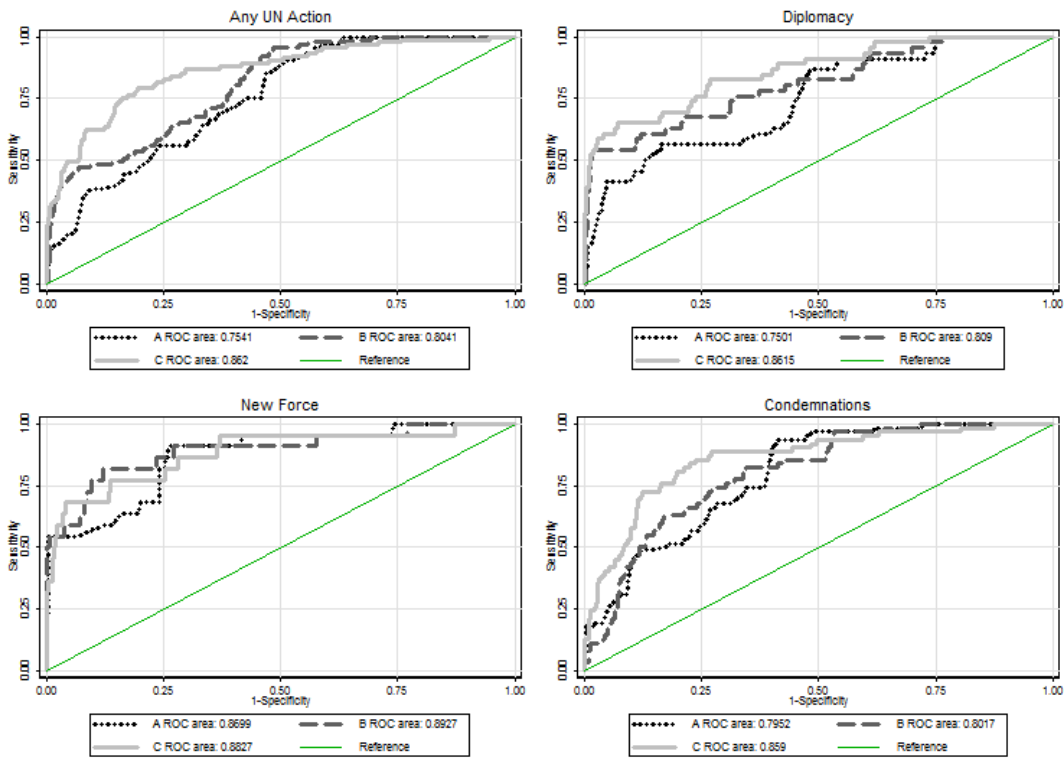 Any UN Action
Sensitivity
0.00 0.25 0.50 0.75 1.00
0.00 0.25 0.50 0.75 1.00
1-Specificity
A ROC area: 0.7541 B ROC area: 0.8041
C ROC area: 0.862 Reference
Diplomacy
Sensitivity
0.00 0.25 0.50 0.75 1.00
0.00 0.25 0.50 0.75 1.00
1-Specificity
A ROC area: 0.7501 B ROC area: 0.809
C ROC area: 0.8615 Reference
New Force
Sensitivity
0.00 0.25 0.50 0.75 1.00
0.00 0.25 0.50 0.75 1.00
1-Specificity
A ROC area: 0.8699 B ROC area: 0.8927
C ROC area: 0.8827 Reference
Condemnations
Sensitivity
0.00 0.25 0.50 0.75 1.00
0.00 0.25 0.50 0.75 1.00
1-Specificity
A ROC area: 0.7952 B ROC area: 0.8017
C ROC area: 0.859 Reference